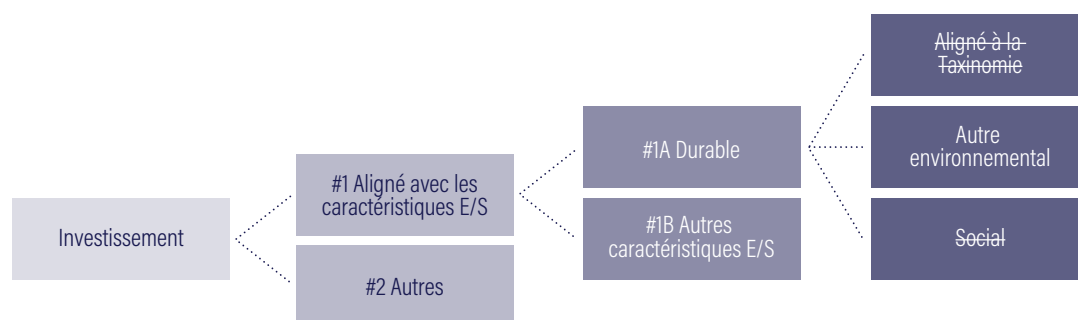 Investissement
#1 Aligné avec les
caractéristiques E/S
#2 Autres
#1A Durable
#1B Autres
caractéristiques E/S
Aligné à la
Taxinomie
Autre
environnemental
Social